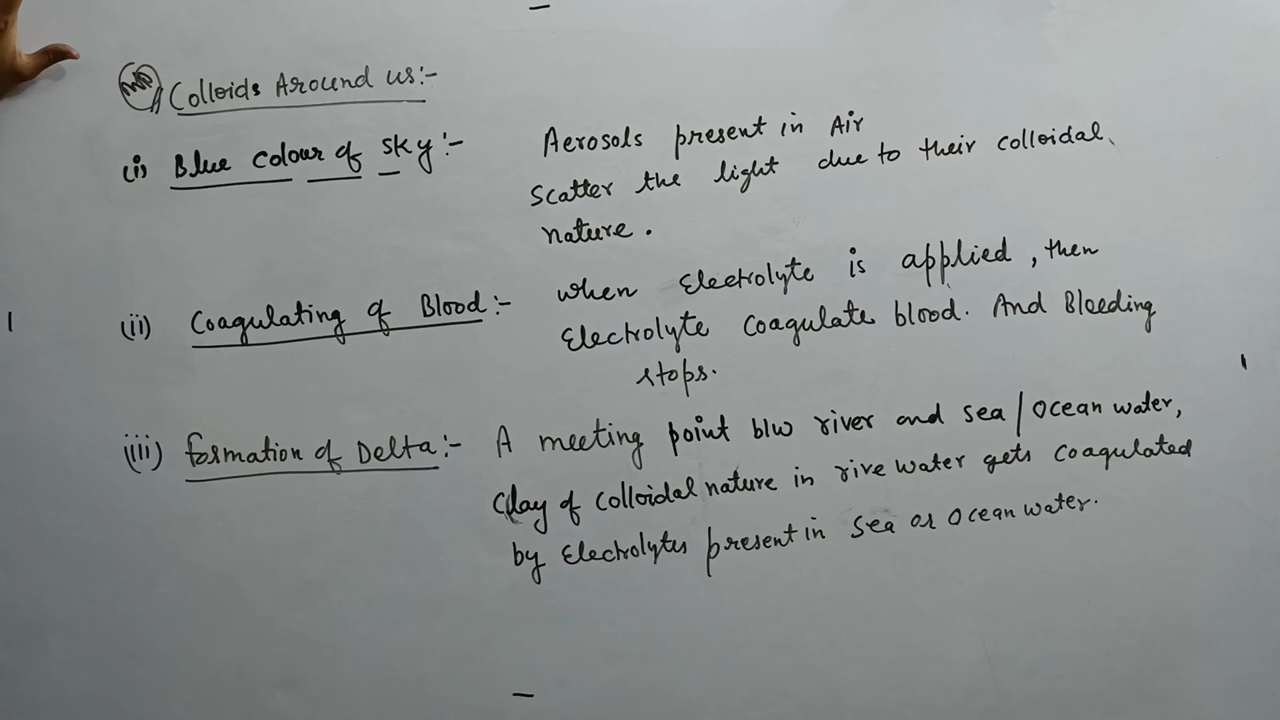 Imp Colloids Around us:-
(i) Blue colour of sky:- Aerosols present in Air
Scatter the light due to their colloidal
nature.
(ii) Coagulating of Blood:- when Electrolyte is applied, then
Electrolyte Coagulate blood. And Bleeding
stops.
(iii) formation of Delta:- A meeting point b/w river and sea/Ocean water,
Clay of colloidal nature in rive water gets coagulated
by Electrolytes present in sea or ocean water.